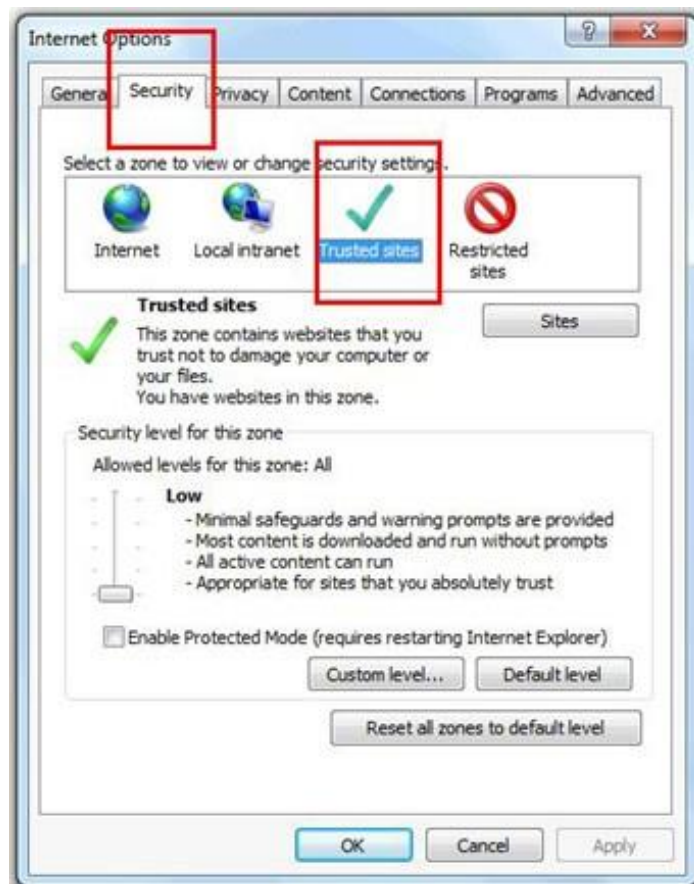 Internet Options
General Security Privacy Content Connections Programs Advanced
Select a zone to view or change security settings.
Internet
Local intranet
Trusted sites
Restricted
sites
Trusted sites
This zone contains websites that you
trust not to damage your computer or
your files.
You have websites in this zone.
Sites
Security level for this zone
Allowed levels for this zone: All
Low
- Minimal safeguards and warning prompts are provided
- Most content is downloaded and run without prompts
- All active content can run
- Appropriate for sites that you absolutely trust
Enable Protected Mode (requires restarting Internet Explorer)
Custom level... Default level
Reset all zones to default level
OK Cancel Apply